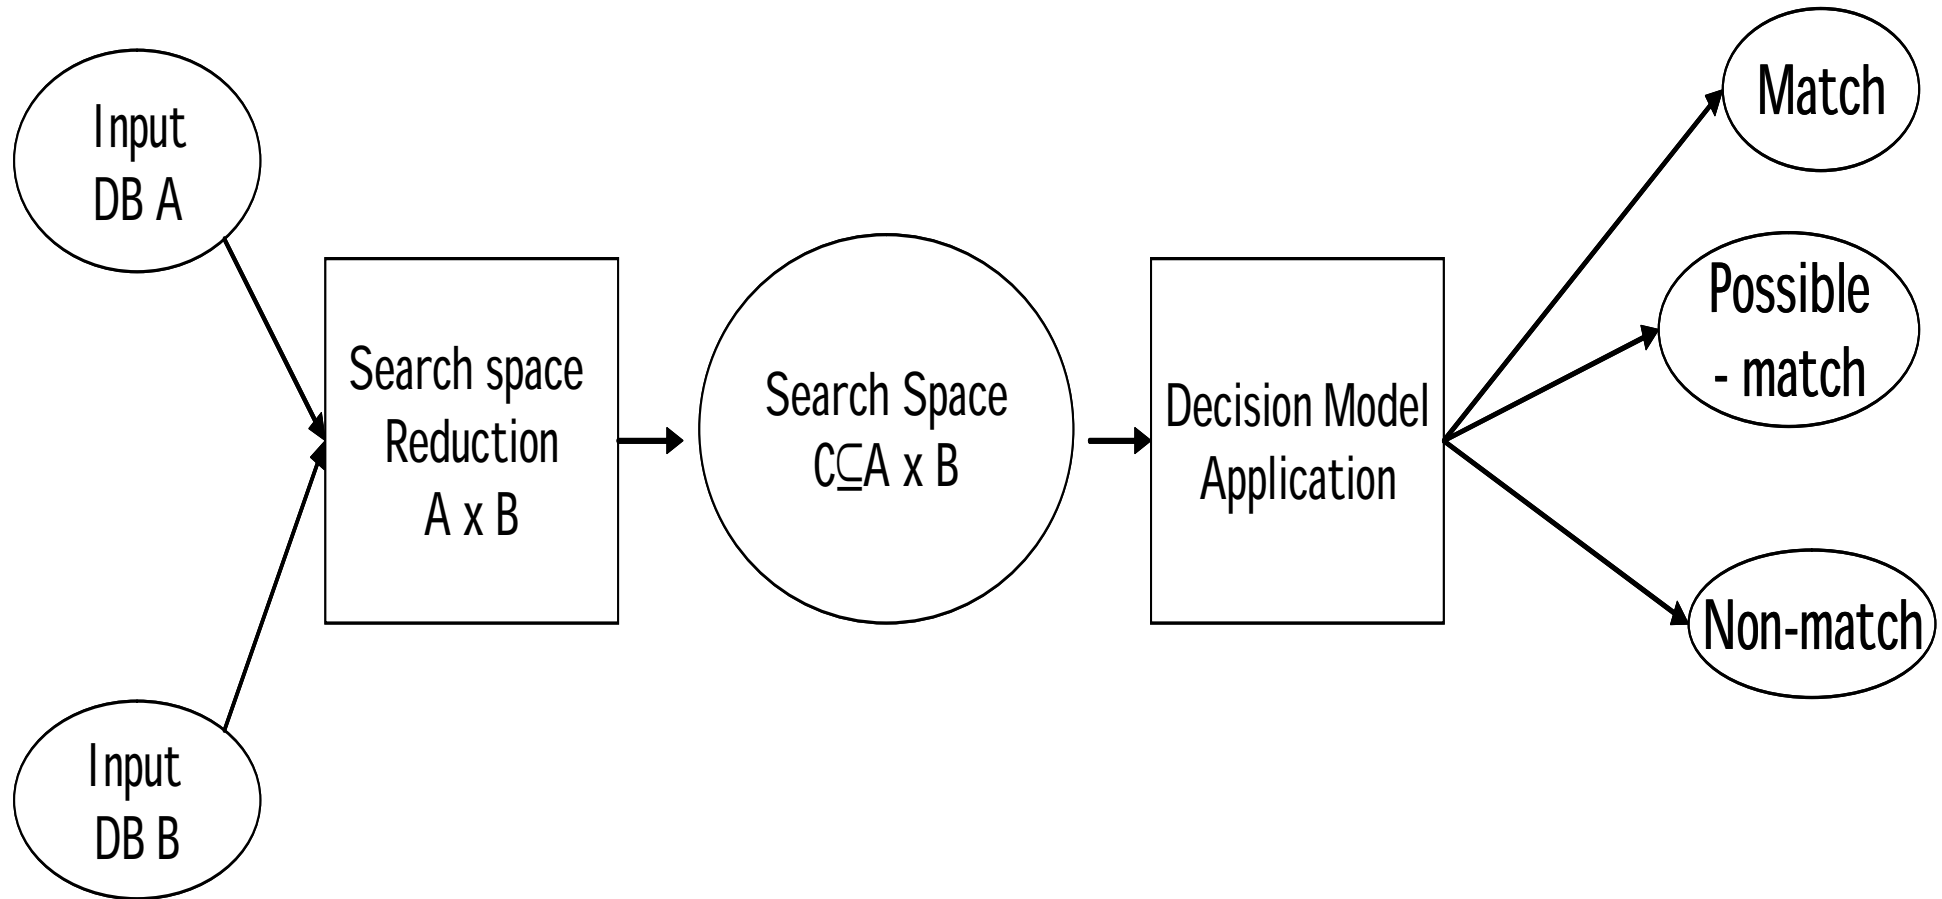 Input
DB A
Search space
Reduction
A x B
Input
DB B
Search Space
C⊆A x B
Decision Model
Application
Match
Possible
- match
Non-match